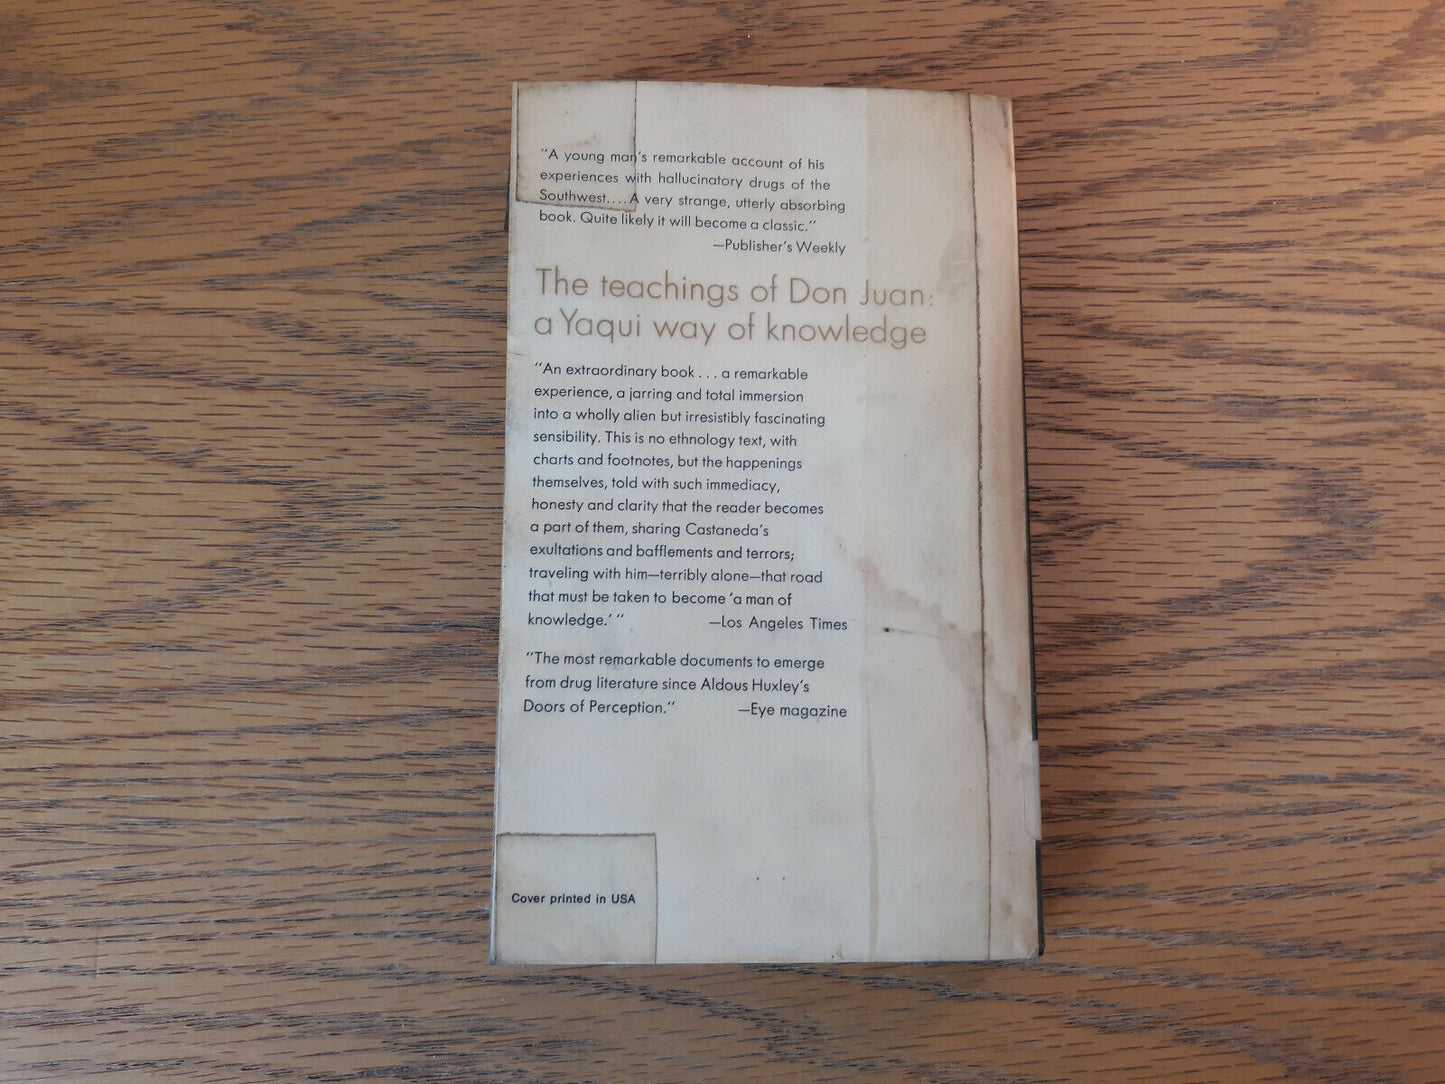 "A young man's remarkable account of his
experiences with hallucinatory drugs of the
Southwest....A very strange, utterly absorbing
book. Quite likely it will become a classic."
—Publisher's Weekly
The teachings of Don Juan:
a Yaqui way of knowledge
"An extraordinary book . . . a remarkable
experience, a jarring and total immersion
into a wholly alien but irresistibly fascinating
sensibility. This is no ethnology text, with
charts and footnotes, but the happenings
themselves, told with such immediacy,
honesty and clarity that the reader becomes
a part of them, sharing Castaneda's
exultations and bafflements and terrors;
traveling with him—terribly alone—that road
that must be taken to become 'a man of
knowledge.' " —Los Angeles Times
"The most remarkable documents to emerge
from drug literature since Aldous Huxley's
Doors of Perception." —Eye magazine
Cover printed in USA